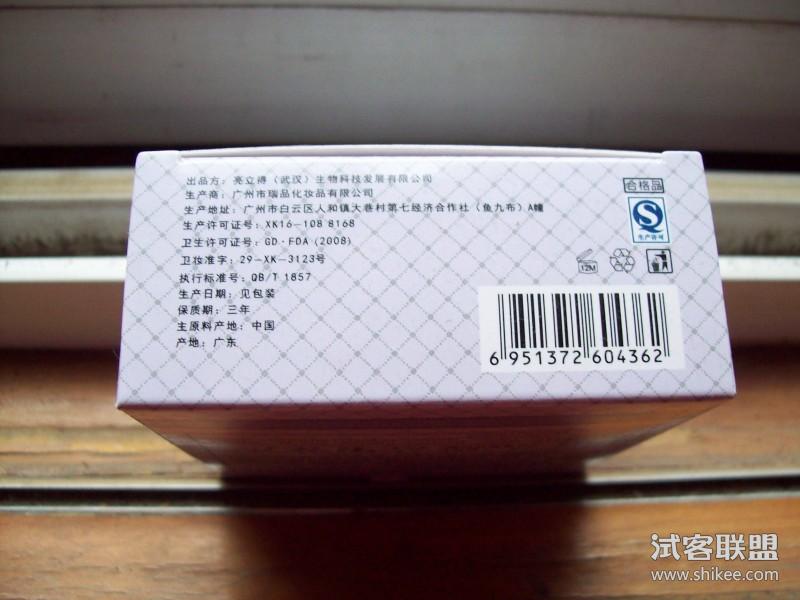 出品方：亮立得（武汉）生物科技发展有限公司
生产商：广州市瑞品化妆品有限公司
生产地址：广州市白云区人和镇大巷村第七经济合作社（鱼九布）A幢
生产许可证号：XK16-108 8168
卫生许可证号：GD·FDA (2008)
卫妆准字：29-XK-3123号
执行标准号：QB/T 1857
生产日期：见包装
保质期：三年
主原料产地：中国
产地：广东
合格品
生产许可
12M
6 951372 604362
试客联盟
www.shikee.com